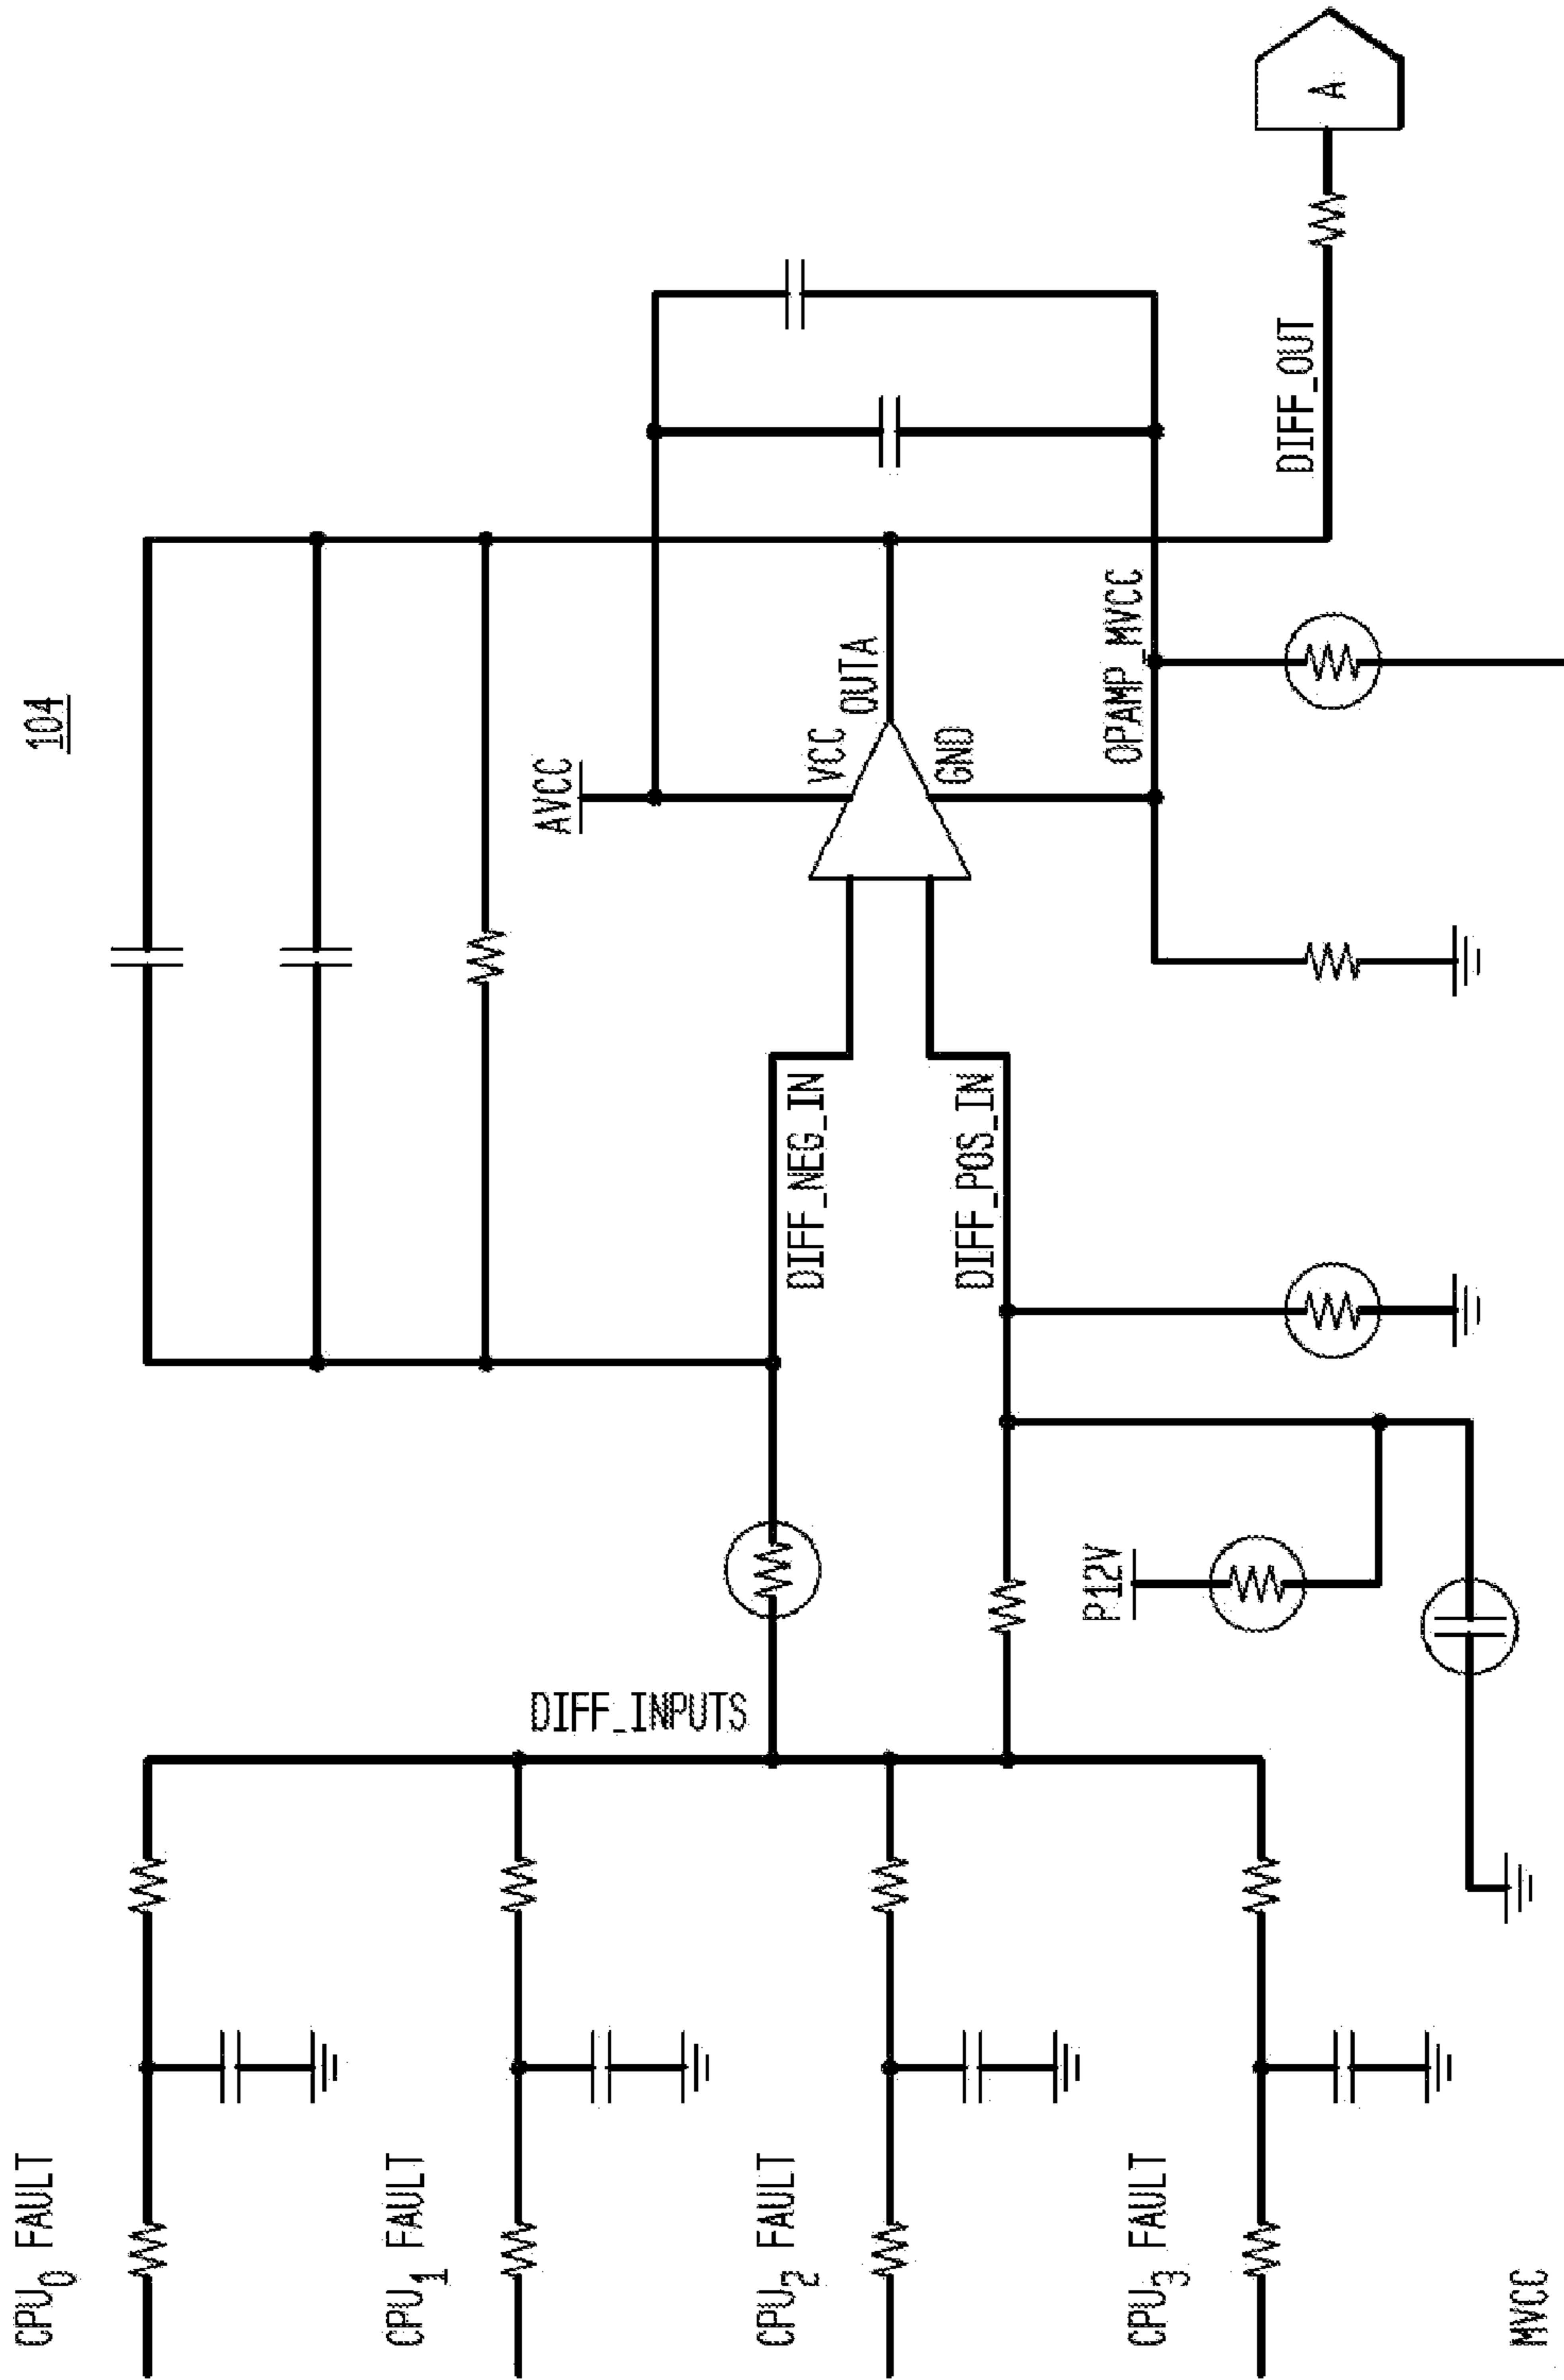 104
CPU0 FAULT
CPU1 FAULT
CPU2 FAULT
CPU3 FAULT
MVCC
DIFF_INPUTS
P12V
DIFF_NEG_IN
DIFF_POS_IN
AVCC
VCC
GND
OUTA
OPAMP_MVCC
DIFF_OUT
A